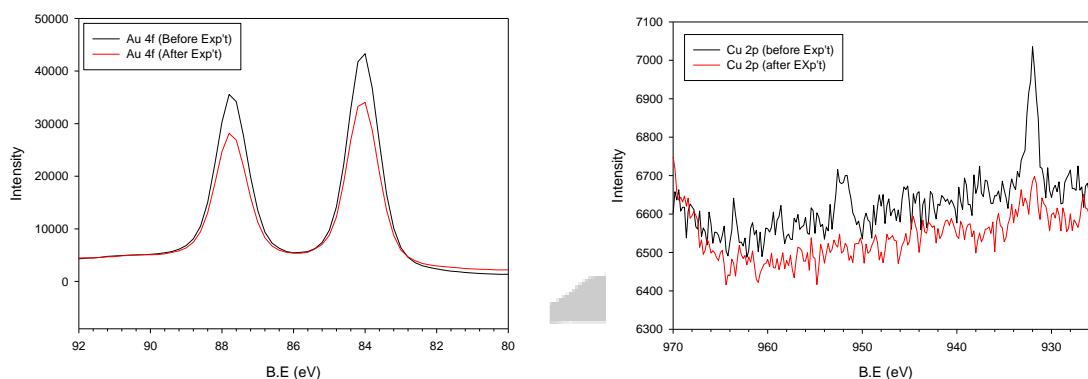 50000
40000
30000
20000
10000
0
Intensity
Au 4f (Before Exp't)
Au 4f (After Exp't)
92 90 88 86 84 82 80
B.E (eV)
7100
7000
6900
6800
6700
6600
6500
6400
6300
Intensity
Cu 2p (before Exp't)
Cu 2p (after EXp't)
970 960 950 940 930
B.E (eV)